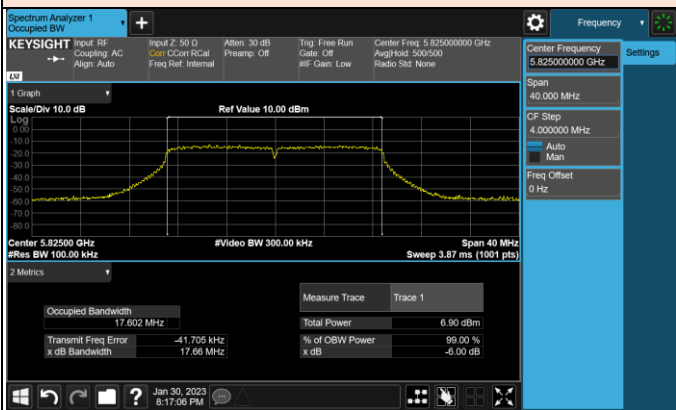 Spectrum Analyzer 1
Occupied BW
Frequency
KEYSIGHT
Input: RF
Coupling: AC
Align: Auto
Input Z: 50 Ω
Corr CCorr RCal
Freq Ref: Internal
Atten: 30 dB
Preamp: Off
Trig: Free Run
Gate: Off
#IF Gain: Low
Center Freq: 5.825000000 GHz
Avg|Hold: 500/500
Radio Std: None
LXI
Center Frequency
5.825000000 GHz
Settings
Span
40.000 MHz
CF Step
4.000000 MHz
Auto
Man
Freq Offset
0 Hz
1 Graph
Scale/Div 10.0 dB
Ref Value 10.00 dBm
Log
0.00
-10.0
-20.0
-30.0
-40.0
-50.0
-60.0
-70.0
-80.0
Center 5.82500 GHz
#Video BW 300.00 kHz
Span 40 MHz
#Res BW 100.00 kHz
Sweep 3.87 ms (1001 pts)
2 Metrics
Measure Trace
Trace 1
Occupied Bandwidth
17.602 MHz
Total Power
6.90 dBm
Transmit Freq Error
-41.705 kHz
% of OBW Power
99.00 %
x dB Bandwidth
17.66 MHz
x dB
-6.00 dB
?
Jan 30, 2023
8:17:06 PM